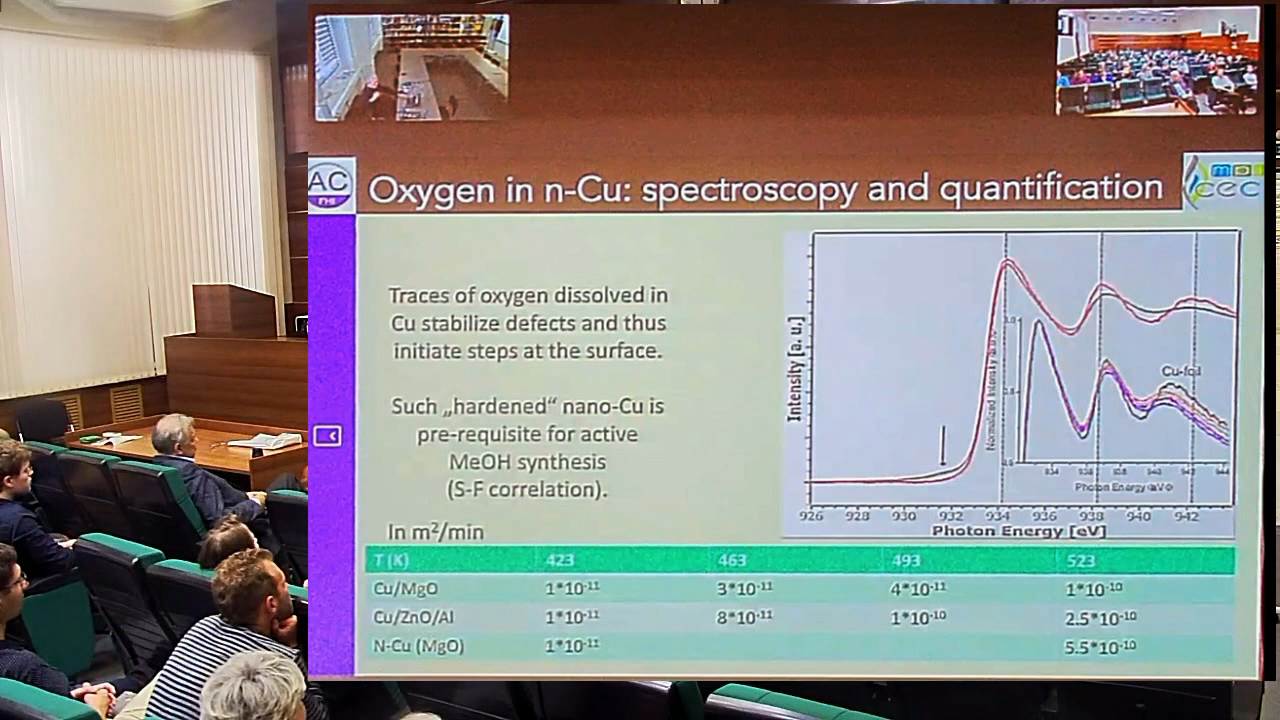 AC
FHI
Oxygen in n-Cu: spectroscopy and quantification
cec
Traces of oxygen dissolved in
Cu stabilize defects and thus
initiate steps at the surface.
Such „hardened“ nano-Cu is
pre-requisite for active
MeOH synthesis
(S-F correlation).
In m²/min
Intensity [a. u.]
Cu-foil
Photon Energy
926 928 930 932 934 936 938 940 942
Photon Energy [eV]
T (K) 423 463 493 523
Cu/MgO 1*10⁻¹¹ 3*10⁻¹¹ 4*10⁻¹¹ 1*10⁻¹⁰
Cu/ZnO/Al 1*10⁻¹¹ 8*10⁻¹¹ 1*10⁻¹⁰ 2.5*10⁻¹⁰
N-Cu (MgO) 1*10⁻¹¹ 5.5*10⁻¹⁰